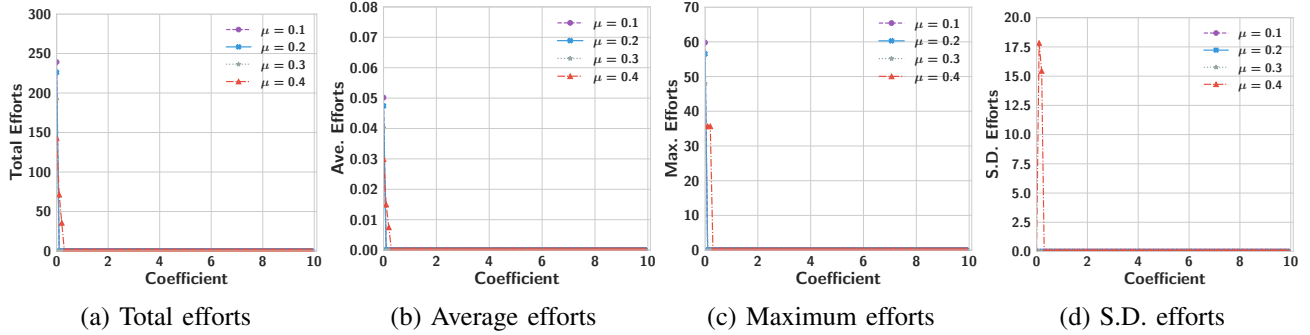 Total Efforts
300
250
200
150
100
50
0
0 2 4 6 8 10
Coefficient
μ = 0.1
μ = 0.2
μ = 0.3
μ = 0.4
(a) Total efforts
Ave. Efforts
0.08
0.07
0.06
0.05
0.04
0.03
0.02
0.01
0.00
0 2 4 6 8 10
Coefficient
μ = 0.1
μ = 0.2
μ = 0.3
μ = 0.4
(b) Average efforts
Max. Efforts
70
60
50
40
30
20
10
0
0 2 4 6 8 10
Coefficient
μ = 0.1
μ = 0.2
μ = 0.3
μ = 0.4
(c) Maximum efforts
S.D. Efforts
20.0
17.5
15.0
12.5
10.0
7.5
5.0
2.5
0.0
0 2 4 6 8 10
Coefficient
μ = 0.1
μ = 0.2
μ = 0.3
μ = 0.4
(d) S.D. efforts